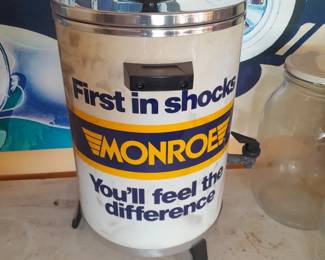 First in shocks
MONROE
You'll feel the
difference